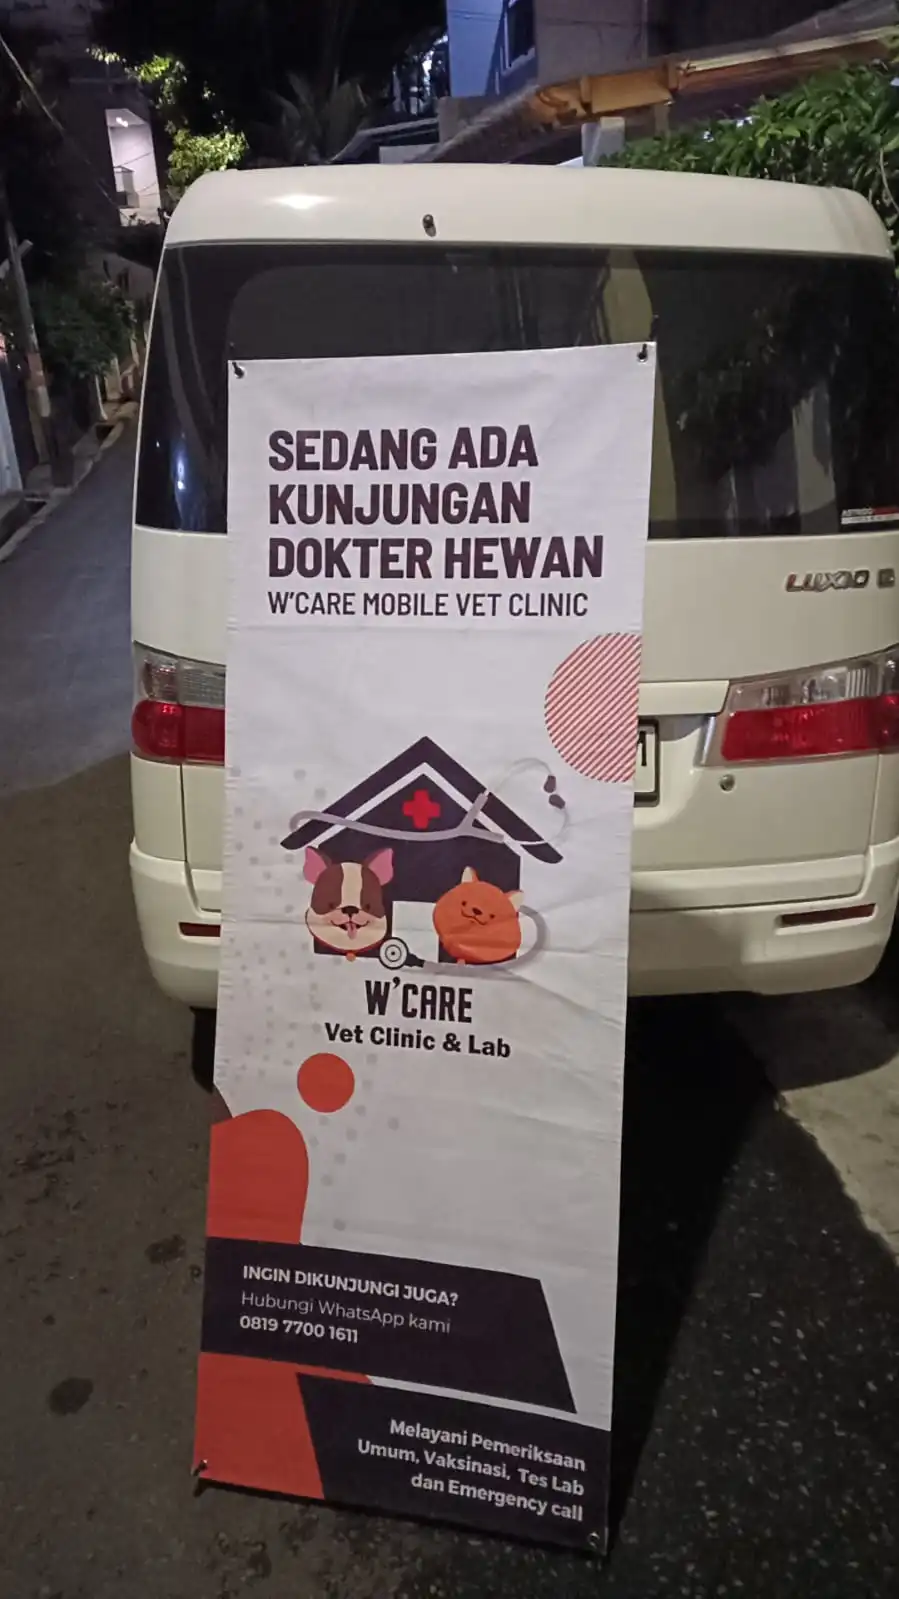 SEDANG ADA
KUNJUNGAN
DOKTER HEWAN
W'CARE MOBILE VET CLINIC
LUXIO
1
W'CARE
Vet Clinic & Lab
INGIN DIKUNJUNGI JUGA?
Hubungi WhatsApp kami
0819 7700 1611
Melayani Pemeriksaan
Umum, Vaksinasi, Tes Lab
dan Emergency call